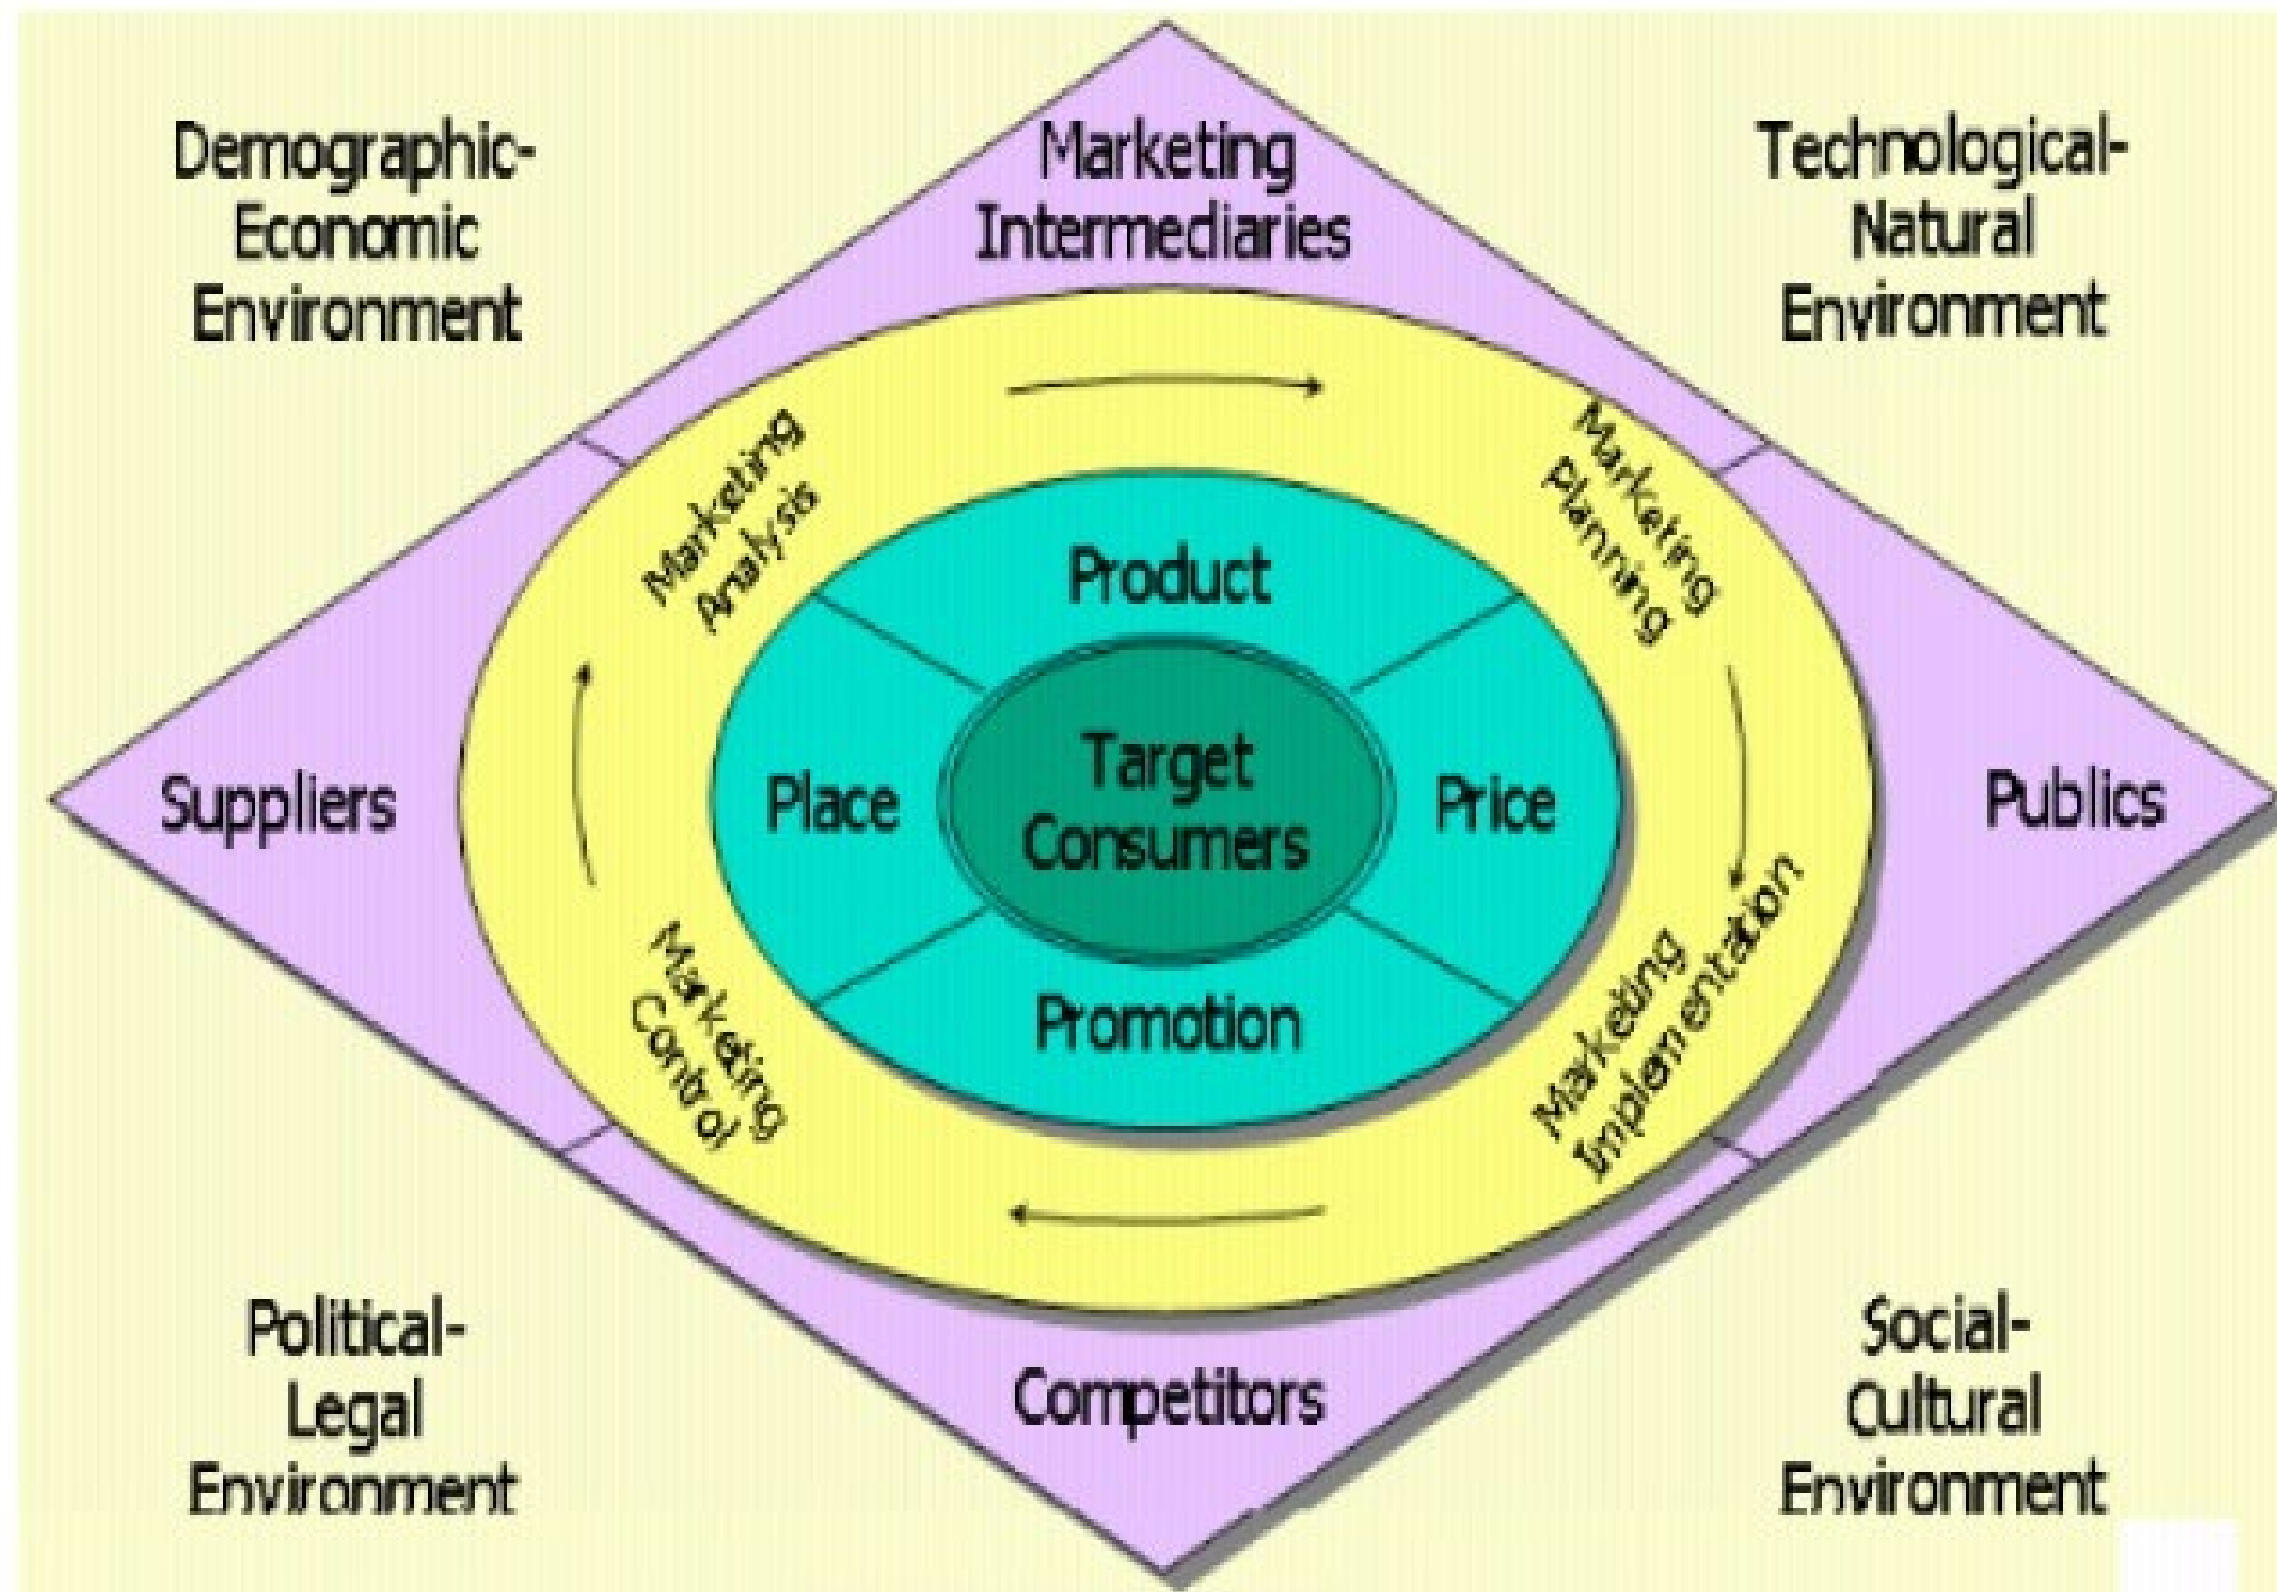 Demographic-
Economic
Environment
Marketing
Intermediaries
Technological-
Natural
Environment
Marketing
Analysis
Marketing
Planning
Product
Suppliers
Place
Target
Consumers
Price
Publics
Marketing
Control
Promotion
Marketing
Implementation
Political-
Legal
Environment
Competitors
Social-
Cultural
Environment